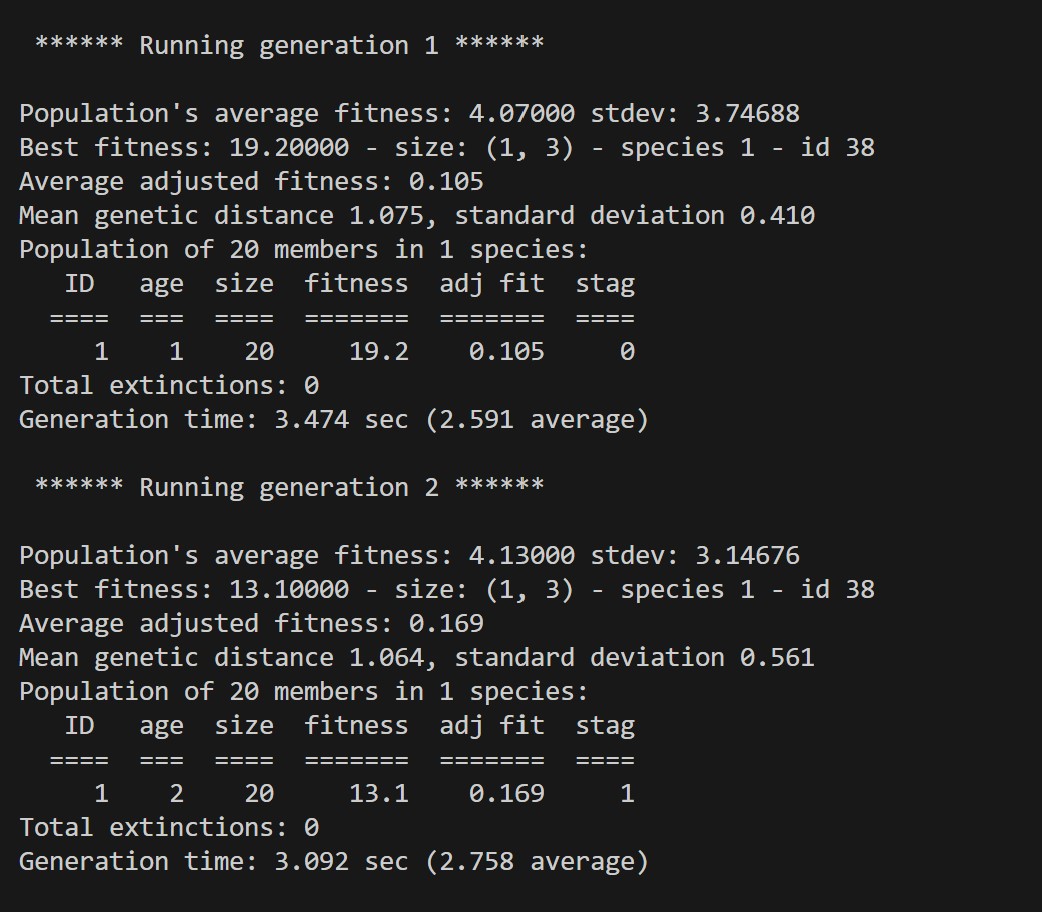 ****** Running generation 1 ******
Population's average fitness: 4.07000 stdev: 3.74688
Best fitness: 19.20000 - size: (1, 3) - species 1 - id 38
Average adjusted fitness: 0.105
Mean genetic distance 1.075, standard deviation 0.410
Population of 20 members in 1 species:
   ID   age  size  fitness  adj fit  stag
  ====  ===  ====  =======  =======  ====
     1    1    20     19.2    0.105     0
Total extinctions: 0
Generation time: 3.474 sec (2.591 average)
 ****** Running generation 2 ******
Population's average fitness: 4.13000 stdev: 3.14676
Best fitness: 13.10000 - size: (1, 3) - species 1 - id 38
Average adjusted fitness: 0.169
Mean genetic distance 1.064, standard deviation 0.561
Population of 20 members in 1 species:
   ID   age  size  fitness  adj fit  stag
  ====  ===  ====  =======  =======  ====
     1    2    20     13.1    0.169     1
Total extinctions: 0
Generation time: 3.092 sec (2.758 average)